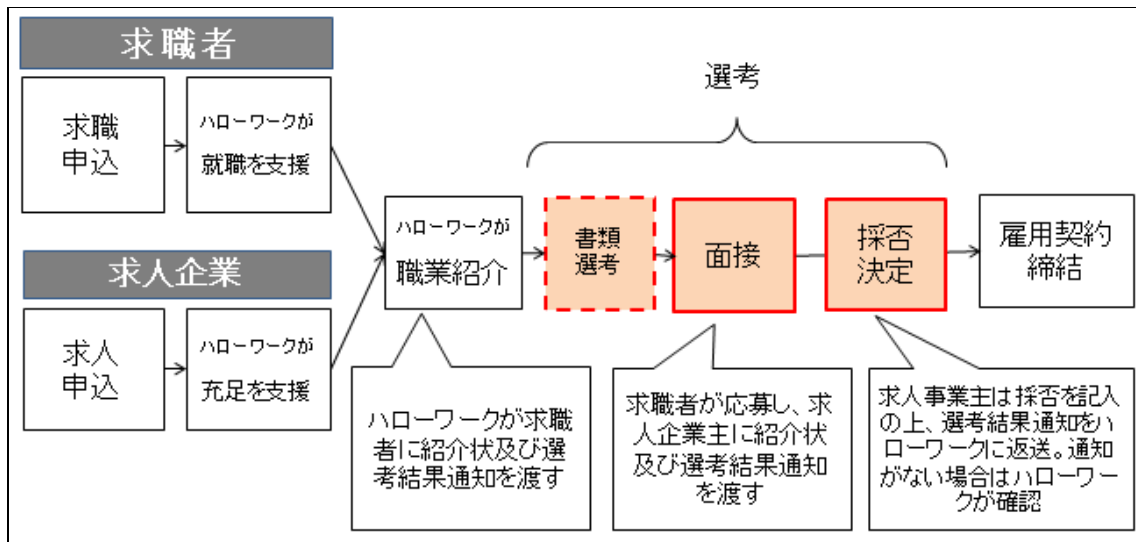 求職者
求職
申込
ハローワークが
就職を支援
求人企業
求人
申込
ハローワークが
充足を支援
ハローワークが
職業紹介
選考
書類
選考
面接
採否
決定
雇用契約
締結
ハローワークが求職
者に紹介状及び選
考結果通知を渡す
求職者が応募し、求
人企業主に紹介状
及び選考結果通知
を渡す
求人事業主は採否を記入
の上、選考結果通知をハ
ローワークに返送。通知
がない場合はハローワー
クが確認